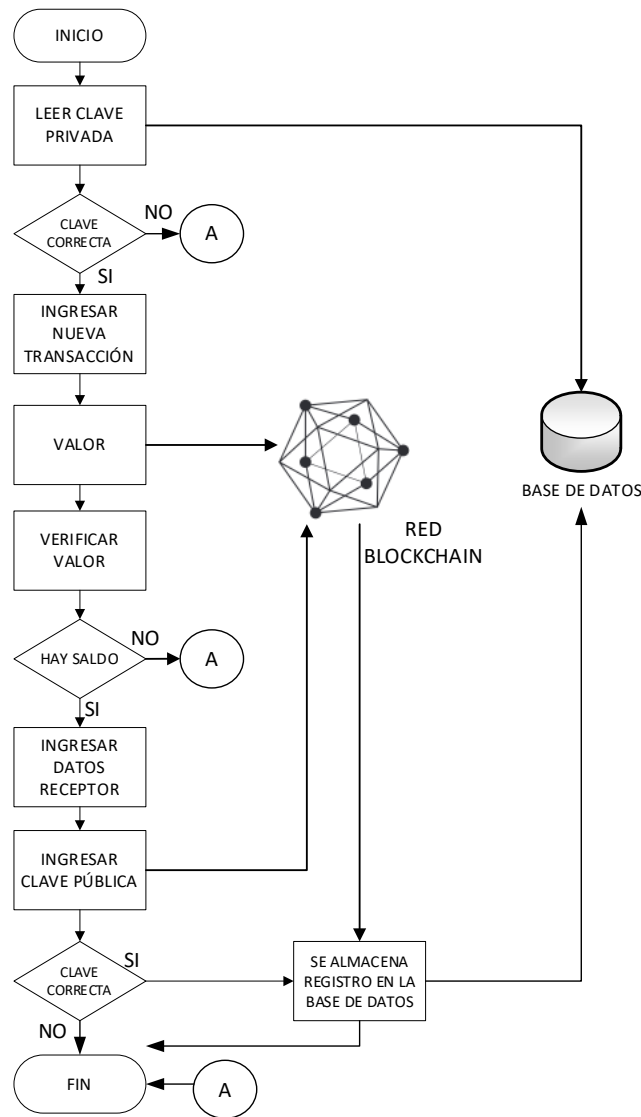 INICIO
LEER CLAVE
PRIVADA
CLAVE
CORRECTA
NO
A
SI
INGRESAR
NUEVA
TRANSACCIÓN
VALOR
BASE DE DATOS
RED
BLOCKCHAIN
VERIFICAR
VALOR
HAY SALDO
NO
A
SI
INGRESAR
DATOS
RECEPTOR
INGRESAR
CLAVE PÚBLICA
CLAVE
CORRECTA
SI
SE ALMACENA
REGISTRO EN LA
BASE DE DATOS
NO
FIN
A